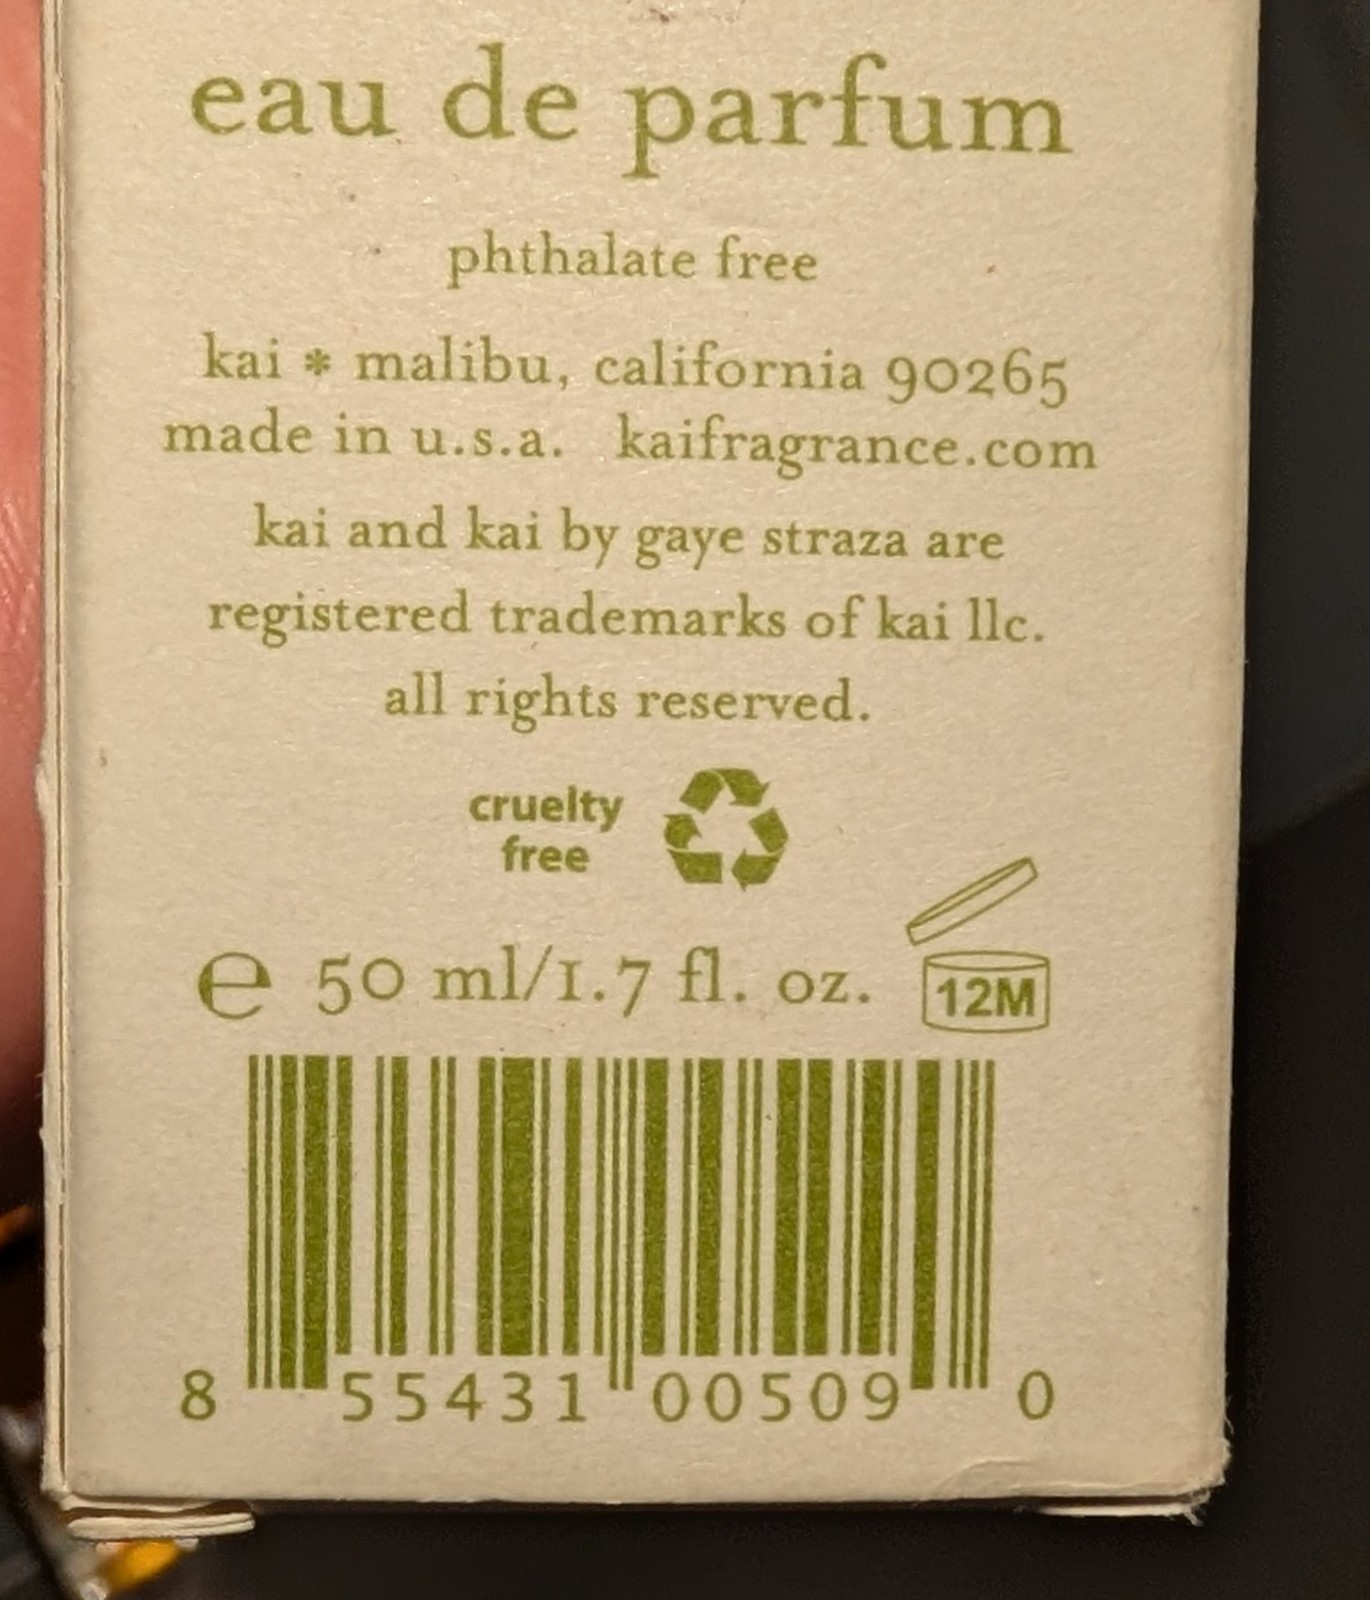 eau de parfum
phthalate free
kai * malibu, california 90265
made in u.s.a. kaifragrance.com
kai and kai by gaye straza are
registered trademarks of kai llc.
all rights reserved.
cruelty
free
℮ 50 ml/1.7 fl. oz. 12M
8 55431 00509 0